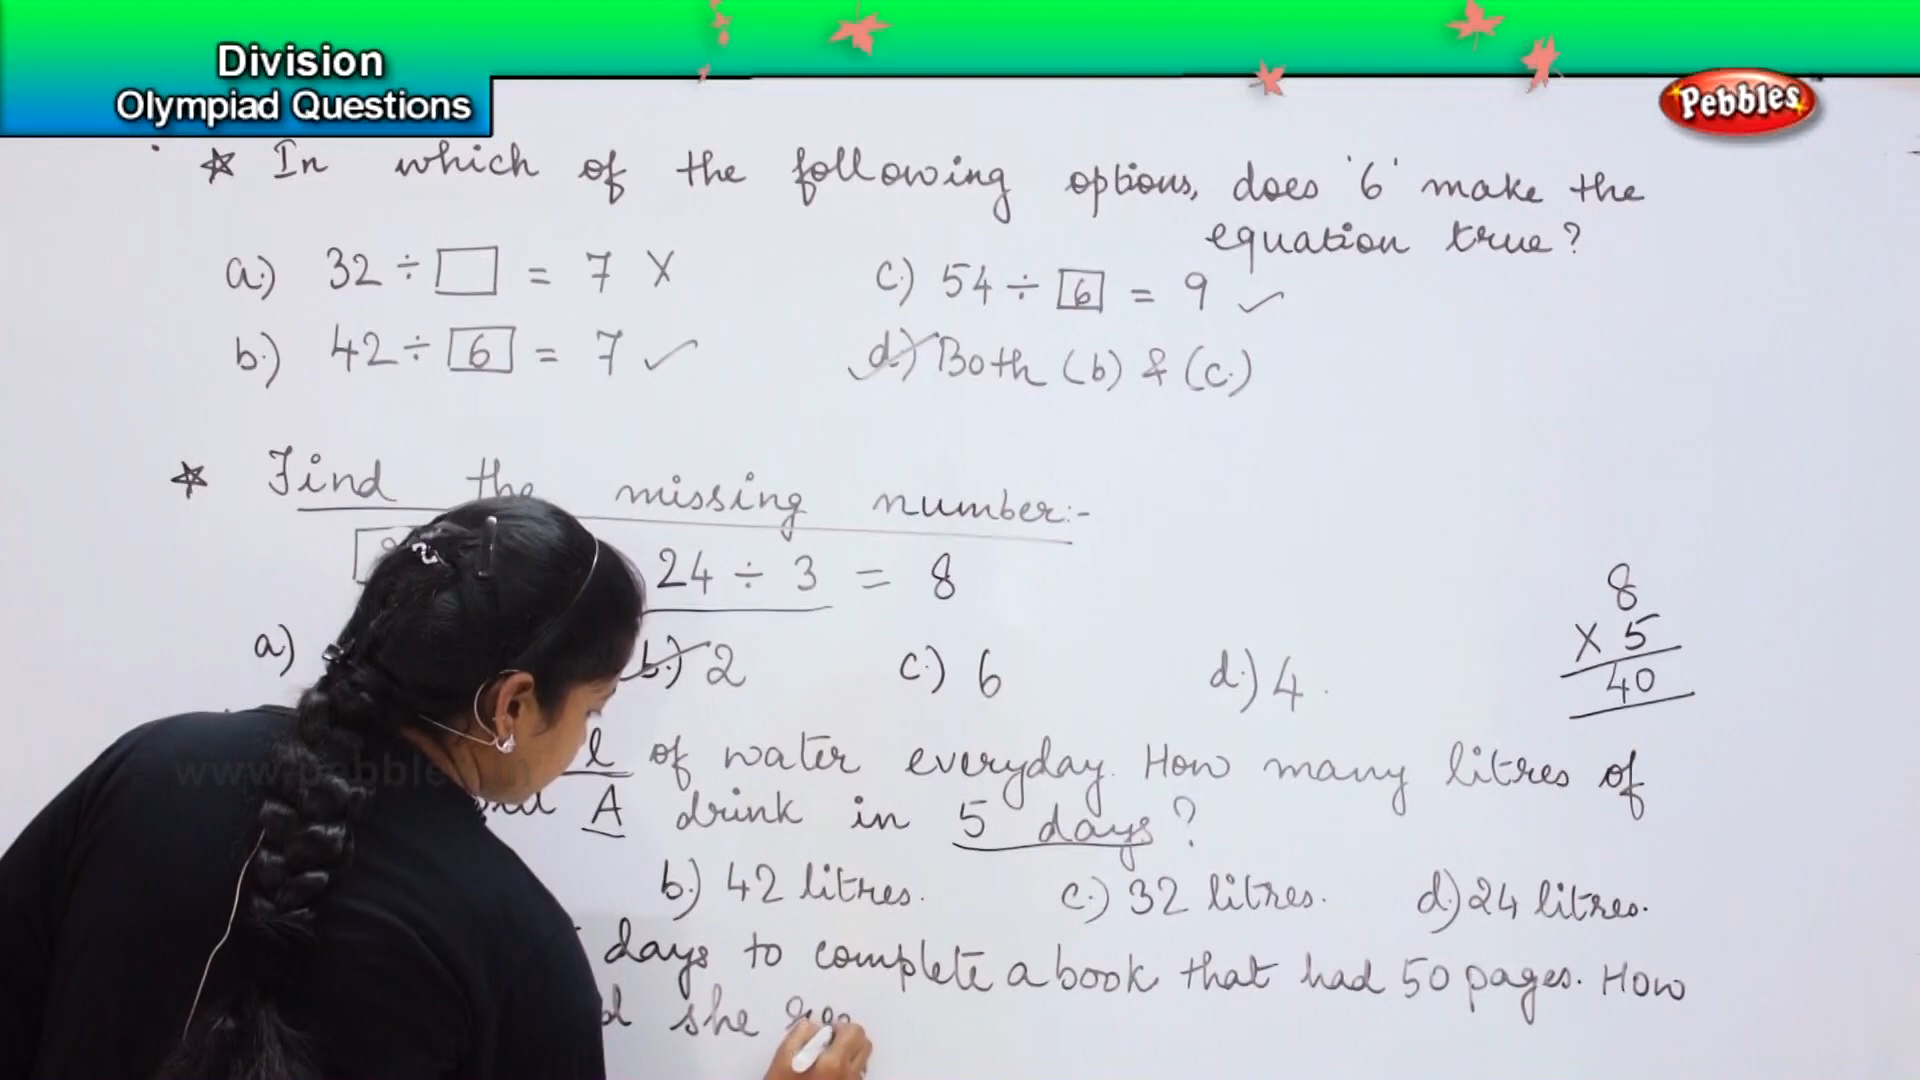 Division
Olympiad Questions
Pebbles
☆ In which of the following options, does '6' make the
equation true?
a.) 32 ÷ □ = 7 X
c.) 54 ÷ 6 = 9 ✓
b.) 42 ÷ 6 = 7 ✓
d.) Both (b) & (c.)
☆ Find the missing number:-
24 ÷ 3 = 8
a) b.) 2 c.) 6 d.) 4.
8
X 5
40
l of water everyday. How many litres of
A drink in 5 days?
b.) 42 litres. c.) 32 litres. d.) 24 litres.
days to complete a book that had 50 pages. How
she